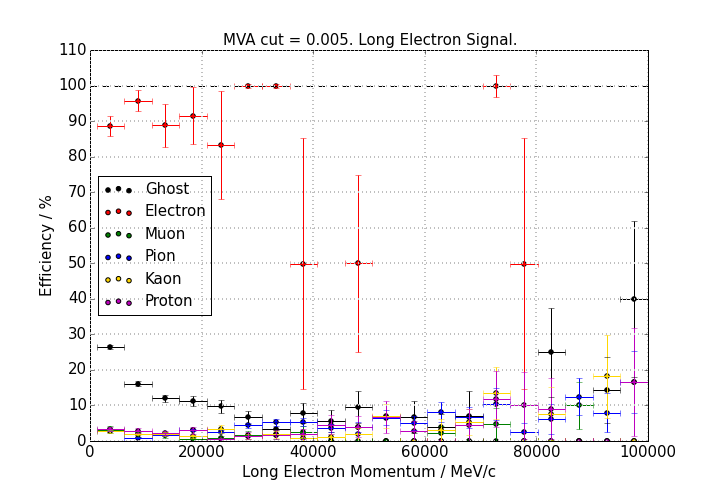 MVA cut = 0.005. Long Electron Signal.
110
100
90
80
70
60
50
40
30
20
10
0
Efficiency / %
Ghost
Electron
Muon
Pion
Kaon
Proton
0 20000 40000 60000 80000 100000
Long Electron Momentum / MeV/c